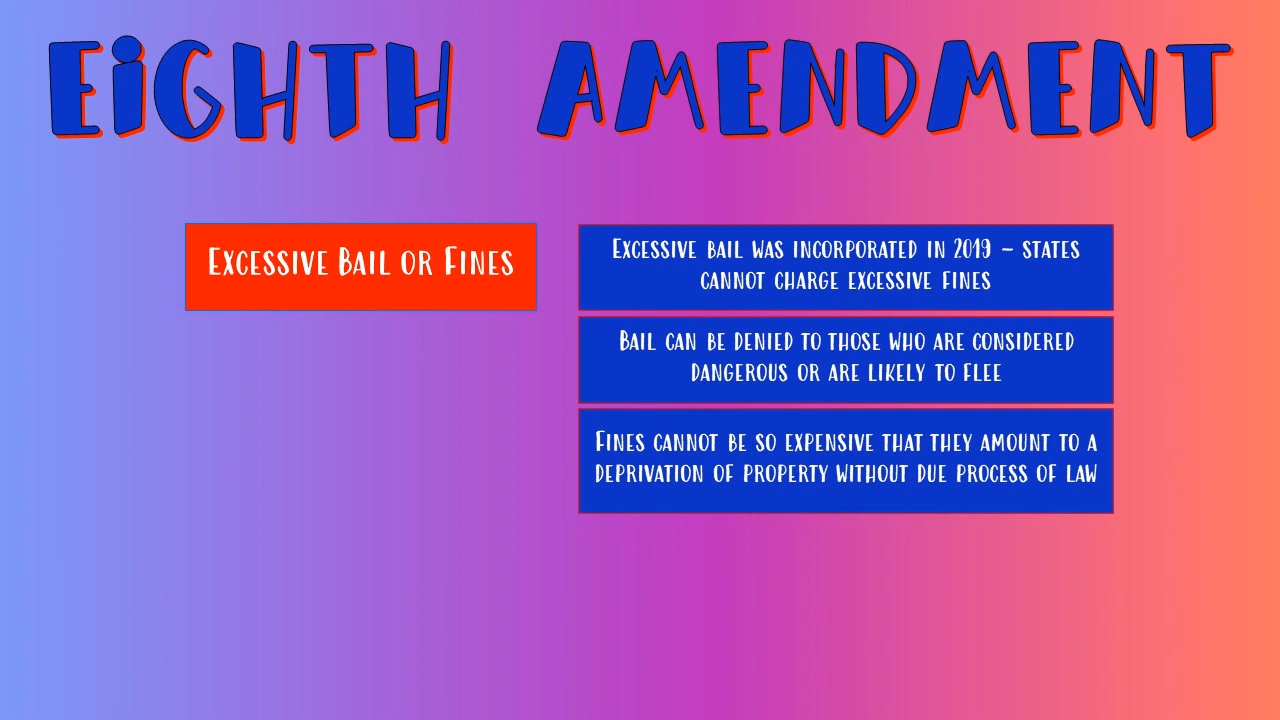 EiGHTH AMENDMENT
Excessive Bail or Fines
Excessive bail was incorporated in 2019 – states
cannot charge excessive fines
Bail can be denied to those who are considered
dangerous or are likely to flee
Fines cannot be so expensive that they amount to a
deprivation of property without due process of law